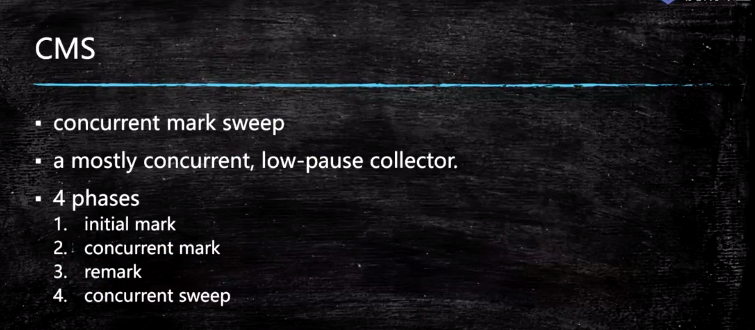 CMS
▪ concurrent mark sweep
▪ a mostly concurrent, low-pause collector.
▪ 4 phases
1. initial mark
2. concurrent mark
3. remark
4. concurrent sweep